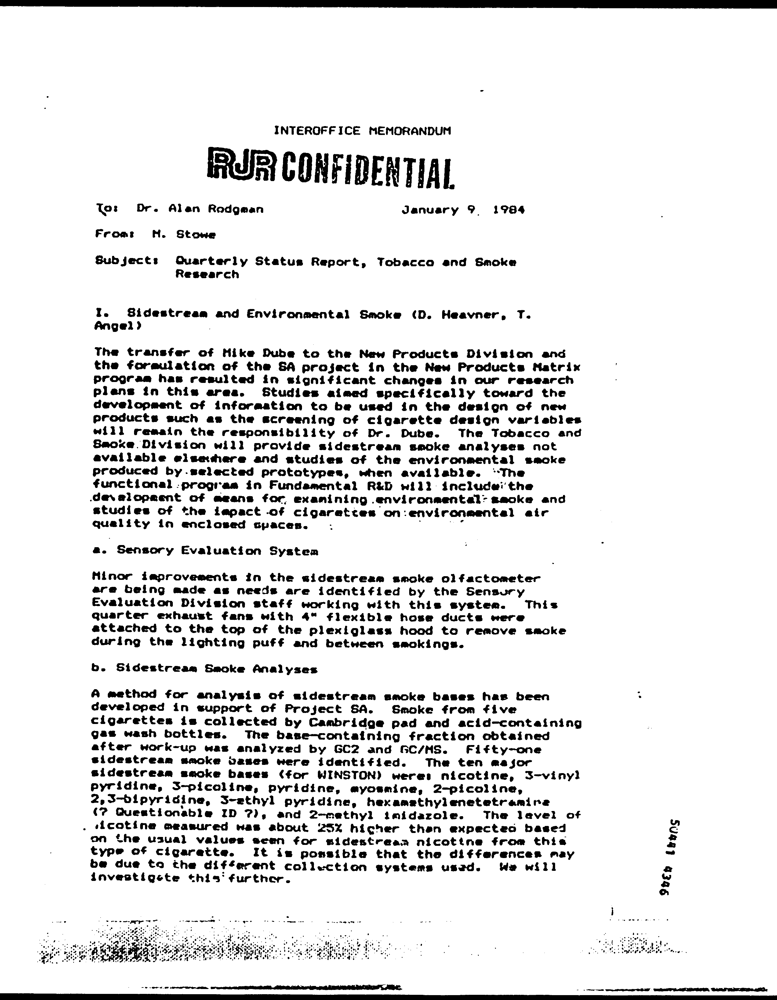 INTEROFFICE MEMORANDUM
RJR CONFIDENTIAL
To: Dr. Alan Rodgman January 9, 1984
From: M. Stowe
Subject: Quarterly Status Report, Tobacco and Smoke
Research
I. Sidestream and Environmental Smoke (D. Heavner, T.
Angel)
The transfer of Mike Dube to the New Products Division and
the formulation of the SA project in the New Products Matrix
program has resulted in significant changes in our research
plans in this area. Studies aimed specifically toward the
development of information to be used in the design of new
products such as the screening of cigarette design variables
will remain the responsibility of Dr. Dube. The Tobacco and
Smoke Division will provide sidestream smoke analyses not
available elsewhere and studies of the environmental smoke
produced by selected prototypes, when available. The
functional program in Fundamental R&D will include the
development of means for examining environmental smoke and
studies of the impact of cigarettes on environmental air
quality in enclosed spaces.
a. Sensory Evaluation System
Minor improvements in the sidestream smoke olfactometer
are being made as needs are identified by the Sensory
Evaluation Division staff working with this system. This
quarter exhaust fans with 4" flexible hose ducts were
attached to the top of the plexiglass hood to remove smoke
during the lighting puff and between smokings.
b. Sidestream Smoke Analyses
A method for analysis of sidestream smoke bases has been
developed in support of Project SA. Smoke from five
cigarettes is collected by Cambridge pad and acid-containing
gas wash bottles. The base-containing fraction obtained
after work-up was analyzed by GC2 and GC/MS. Fifty-one
sidestream smoke bases were identified. The ten major
sidestream smoke bases (for WINSTON) were: nicotine, 3-vinyl
pyridine, 3-picoline, pyridine, myosmine, 2-picoline,
2,3-bipyridine, 3-ethyl pyridine, hexamethylenetetramine
(? Questionable ID ?), and 2-methyl imidazole. The level of
nicotine measured was about 25% higher than expected based
on the usual values seen for sidestream nicotine from this
type of cigarette. It is possible that the differences may
be due to the different collection systems used. We will
investigate this further.
50441 4346